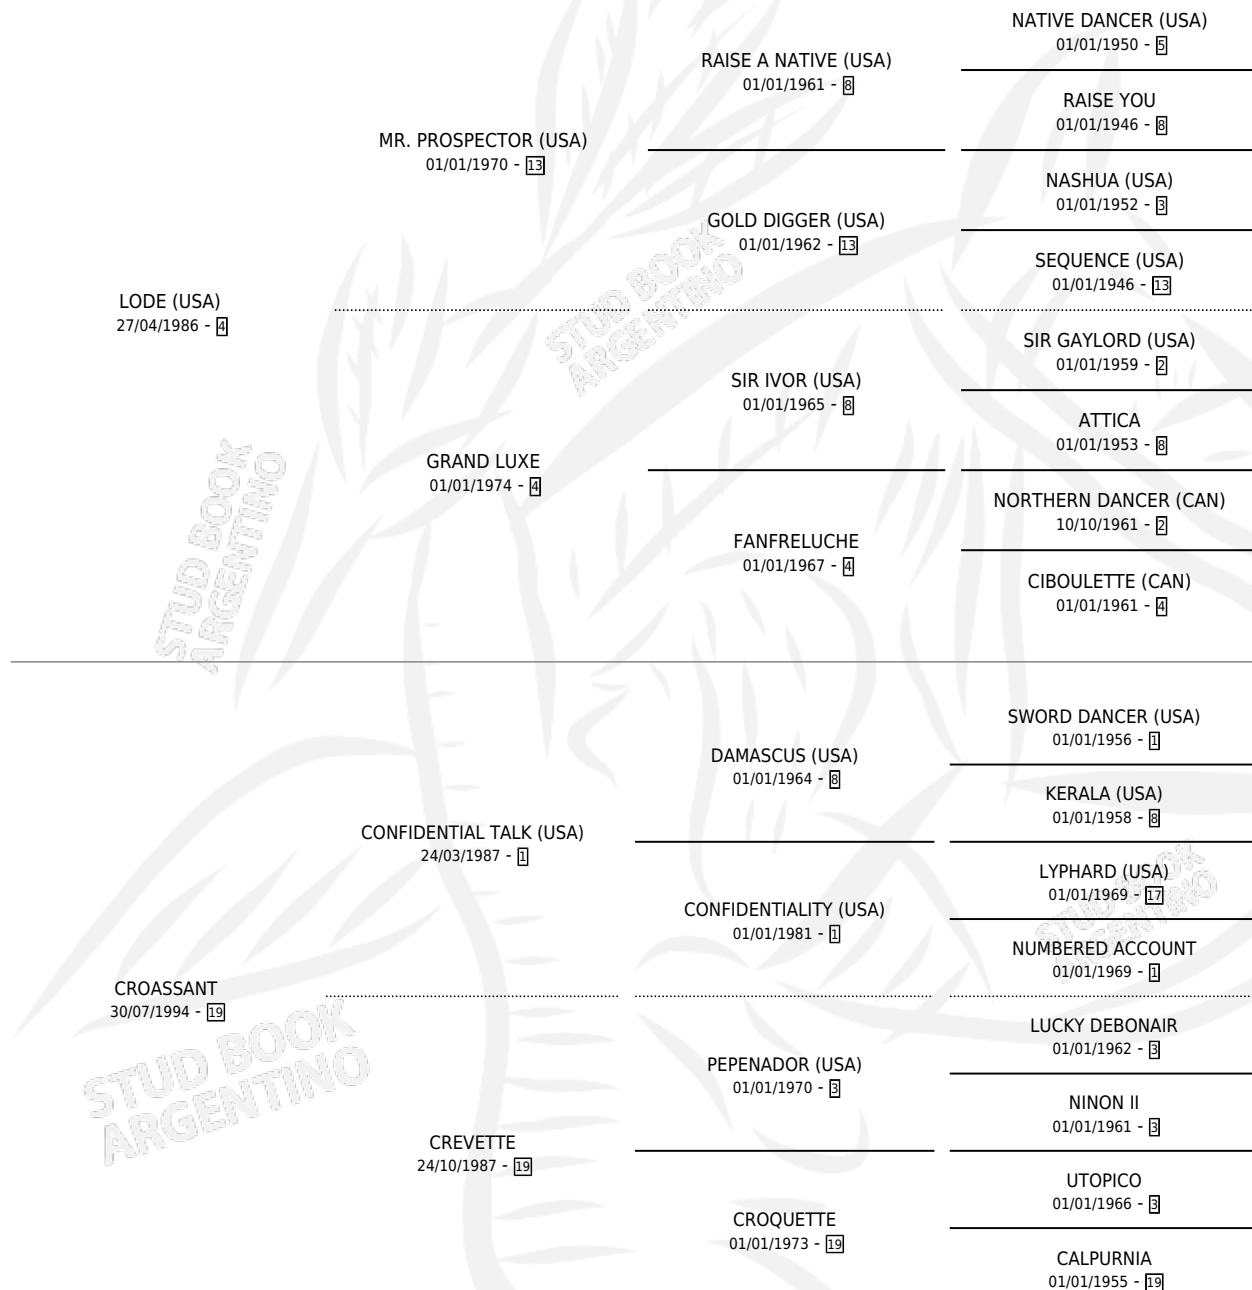 NATIVE DANCER (USA)
01/01/1950 - 5
RAISE A NATIVE (USA)
01/01/1961 - 8
RAISE YOU
01/01/1946 - 8
MR. PROSPECTOR (USA)
01/01/1970 - 13
NASHUA (USA)
01/01/1952 - 3
GOLD DIGGER (USA)
01/01/1962 - 13
SEQUENCE (USA)
01/01/1946 - 13
LODE (USA)
27/04/1986 - 4
STUD BOOK
ARGENTINO
SIR GAYLORD (USA)
01/01/1959 - 2
SIR IVOR (USA)
01/01/1965 - 8
ATTICA
01/01/1953 - 8
GRAND LUXE
01/01/1974 - 4
NORTHERN DANCER (CAN)
10/10/1961 - 2
FANFRELUCHE
01/01/1967 - 4
CIBOULETTE (CAN)
01/01/1961 - 4
STUD BOOK
ARGENTINO
SWORD DANCER (USA)
01/01/1956 - 1
DAMASCUS (USA)
01/01/1964 - 8
KERALA (USA)
01/01/1958 - 8
CONFIDENTIAL TALK (USA)
24/03/1987 - 1
LYPHARD (USA)
01/01/1969 - 17
CONFIDENTIALITY (USA)
01/01/1981 - 1
NUMBERED ACCOUNT
01/01/1969 - 1
STUD BOOK
ARGENTINO
CROASSANT
30/07/1994 - 19
LUCKY DEBONAIR
01/01/1962 - 3
PEPENADOR (USA)
01/01/1970 - 3
NINON II
01/01/1961 - 3
STUD BOOK
ARGENTINO
CREVETTE
24/10/1987 - 19
UTOPICO
01/01/1966 - 3
CROQUETTE
01/01/1973 - 19
CALPURNIA
01/01/1955 - 19